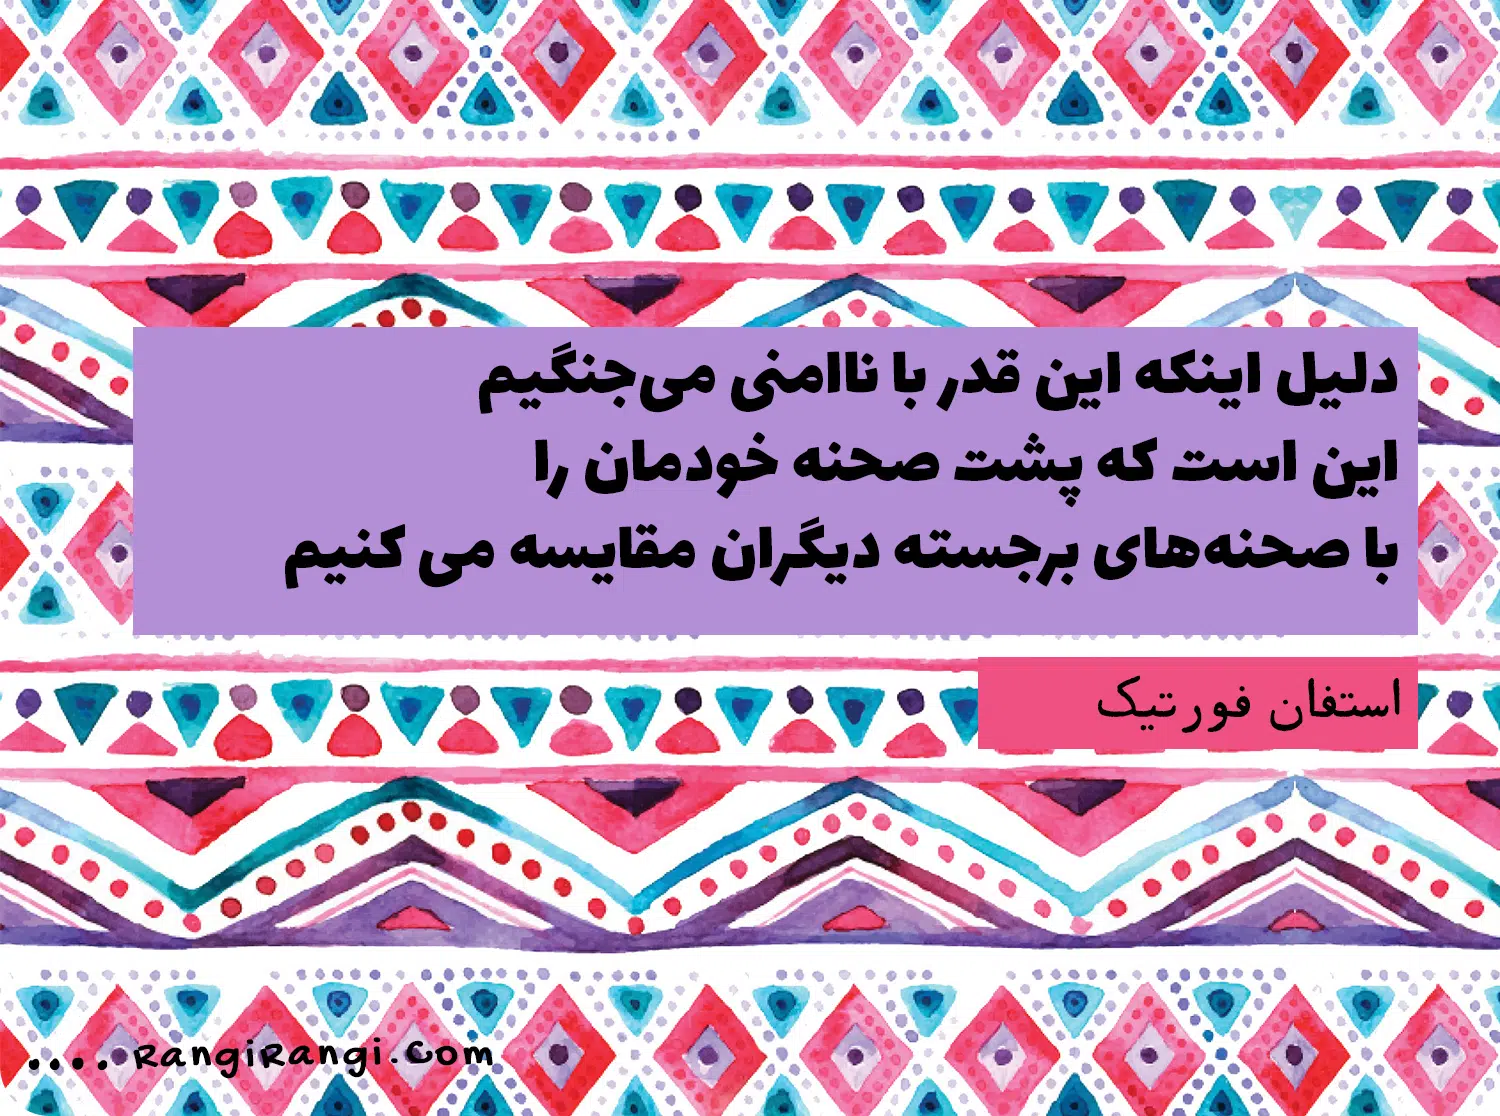 دلیل اینکه این قدر با ناامنی می‌جنگیم
این است که پشت صحنه خودمان را
با صحنه‌های برجسته دیگران مقایسه می کنیم
استفان فورتیک
.... RangiRangi.Com